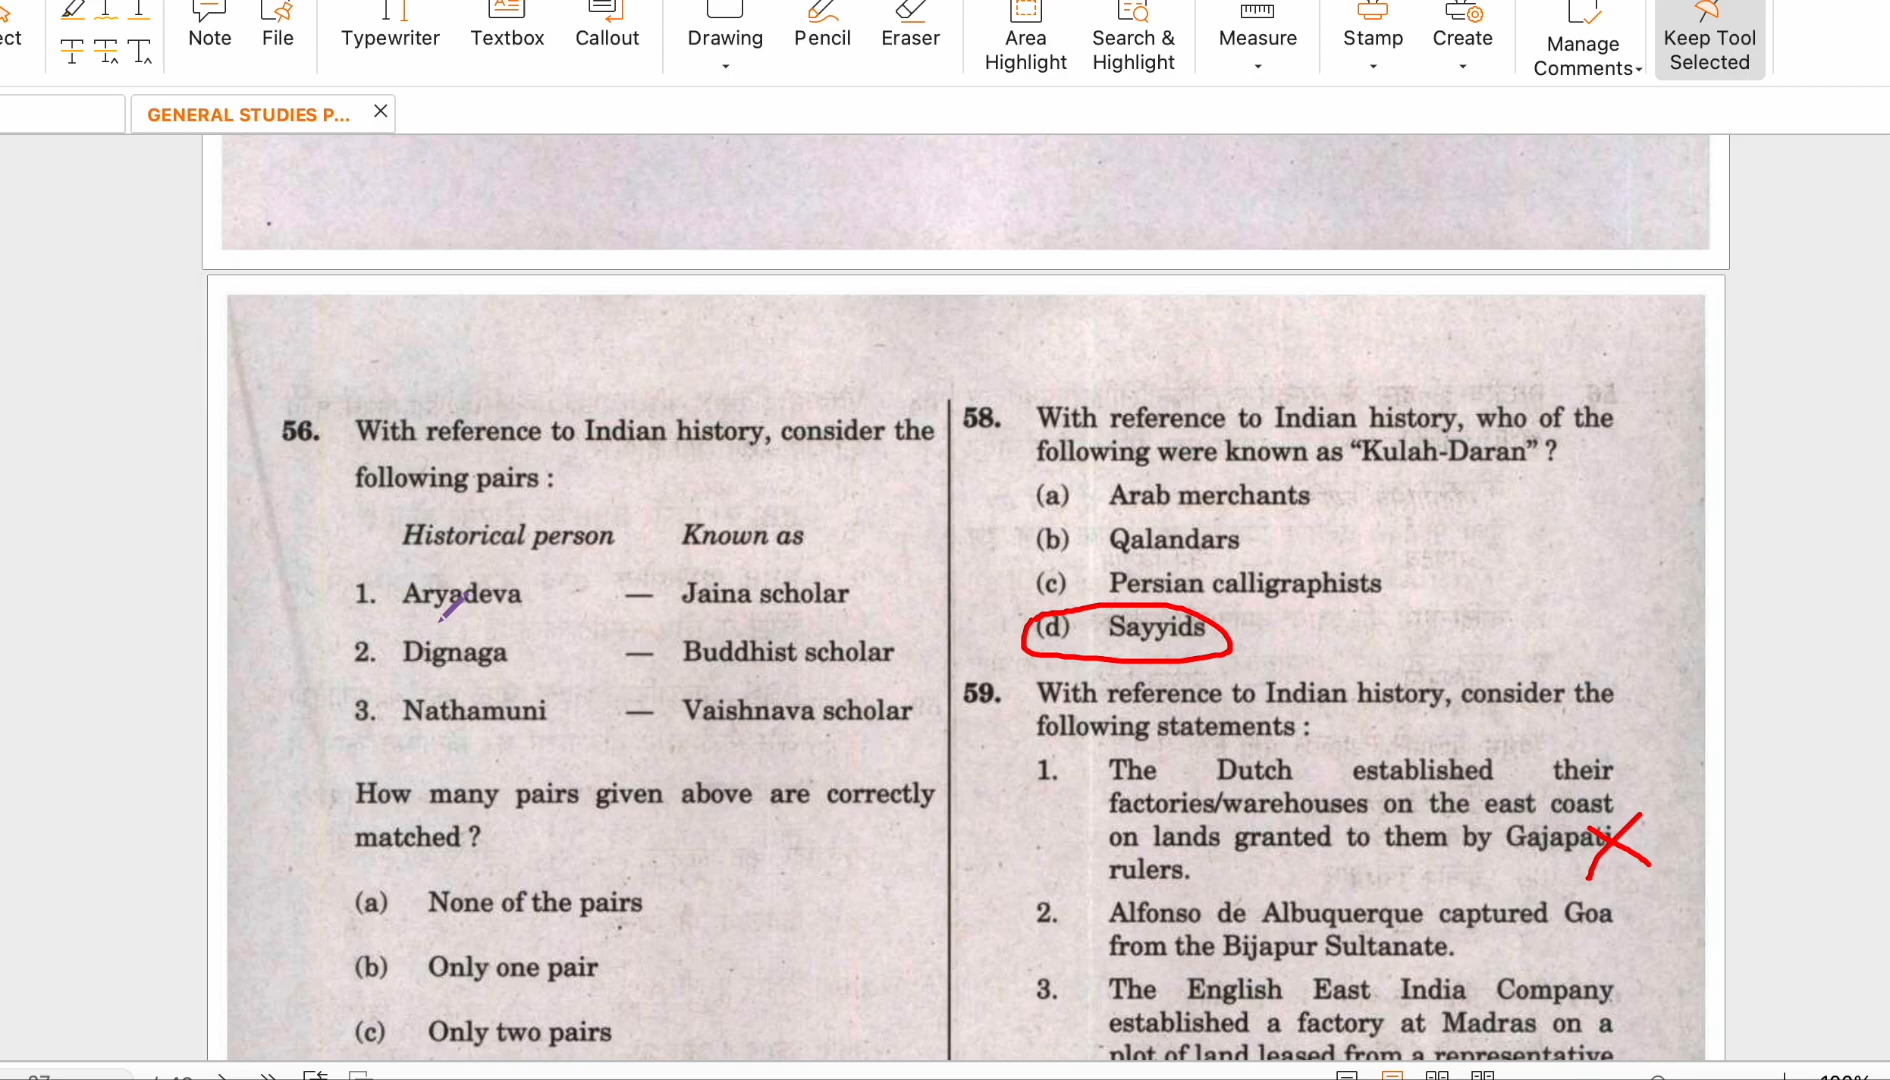 Note
File
Typewriter
Textbox
Callout
Drawing
Pencil
Eraser
Area
Highlight
Search &
Highlight
Measure
Stamp
Create
Manage
Comments
Keep Tool
Selected
GENERAL STUDIES P...
56. With reference to Indian history, consider the
following pairs :
Historical person Known as
1. Aryadeva — Jaina scholar
2. Dignaga — Buddhist scholar
3. Nathamuni — Vaishnava scholar
How many pairs given above are correctly
matched ?
(a) None of the pairs
(b) Only one pair
(c) Only two pairs
58. With reference to Indian history, who of the
following were known as “Kulah-Daran” ?
(a) Arab merchants
(b) Qalandars
(c) Persian calligraphists
(d) Sayyids
59. With reference to Indian history, consider the
following statements :
1. The Dutch established their
factories/warehouses on the east coast
on lands granted to them by Gajapati
rulers.
2. Alfonso de Albuquerque captured Goa
from the Bijapur Sultanate.
3. The English East India Company
established a factory at Madras on a
plot of land leased from a representative